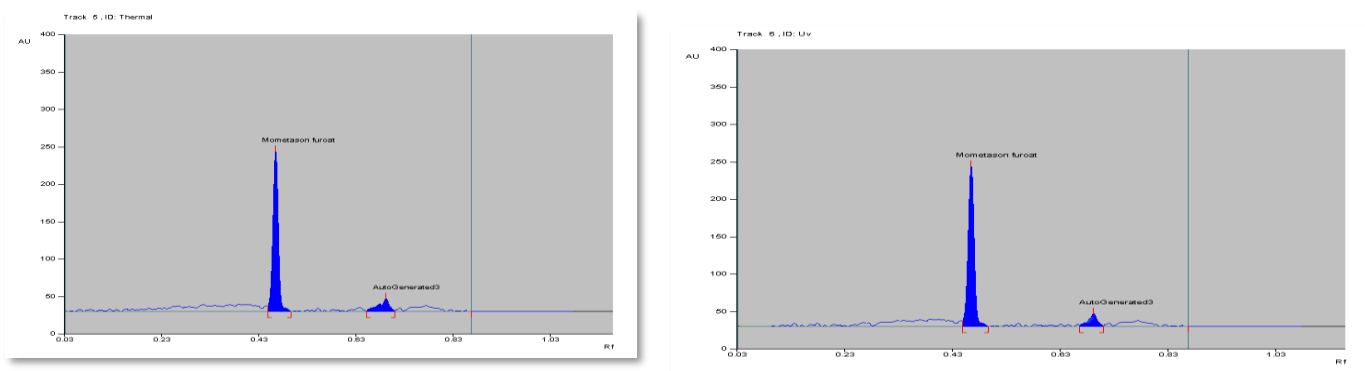 Track 6 , ID: Thermal
AU
400
350
300
250
200
150
100
50
0
Mometason furoat
AutoGenerated3
0.03 0.23 0.43 0.63 0.83 1.03
Rf
Track 6 , ID: Uv
AU
400
350
300
250
200
150
100
50
0
Mometason furoat
AutoGenerated3
0.03 0.23 0.43 0.63 0.83 1.03
Rf